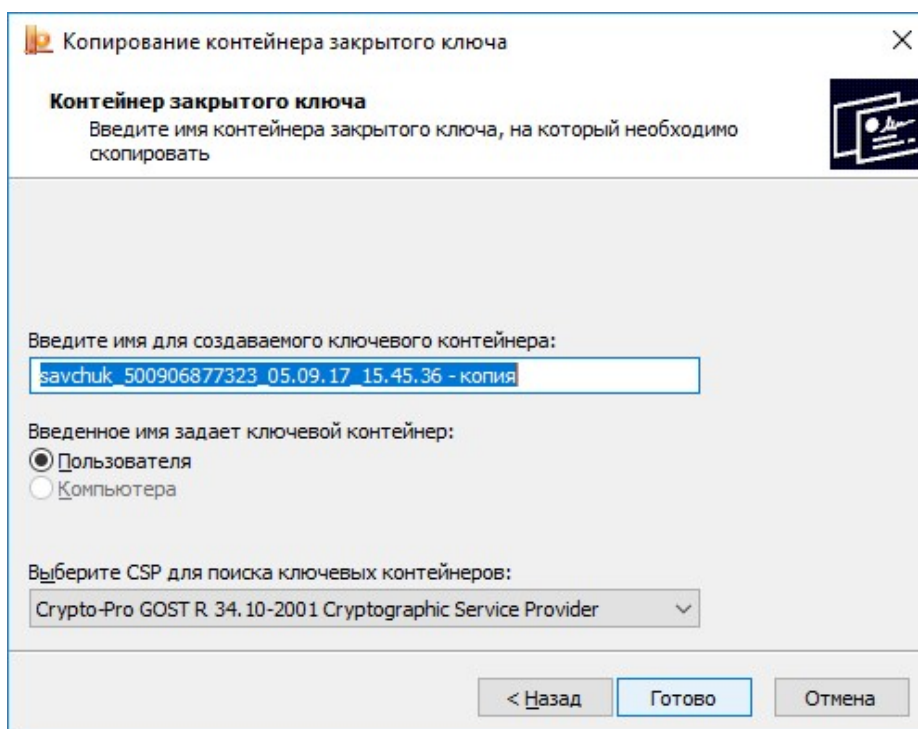 Копирование контейнера закрытого ключа
Контейнер закрытого ключа
Введите имя контейнера закрытого ключа, на который необходимо
скопировать
Введите имя для создаваемого ключевого контейнера:
savchuk_500906877323_05.09.17_15.45.36 - копия
Введенное имя задает ключевой контейнер:
Пользователя
Компьютера
Выберите CSP для поиска ключевых контейнеров:
Crypto-Pro GOST R 34.10-2001 Cryptographic Service Provider
< Назад
Готово
Отмена